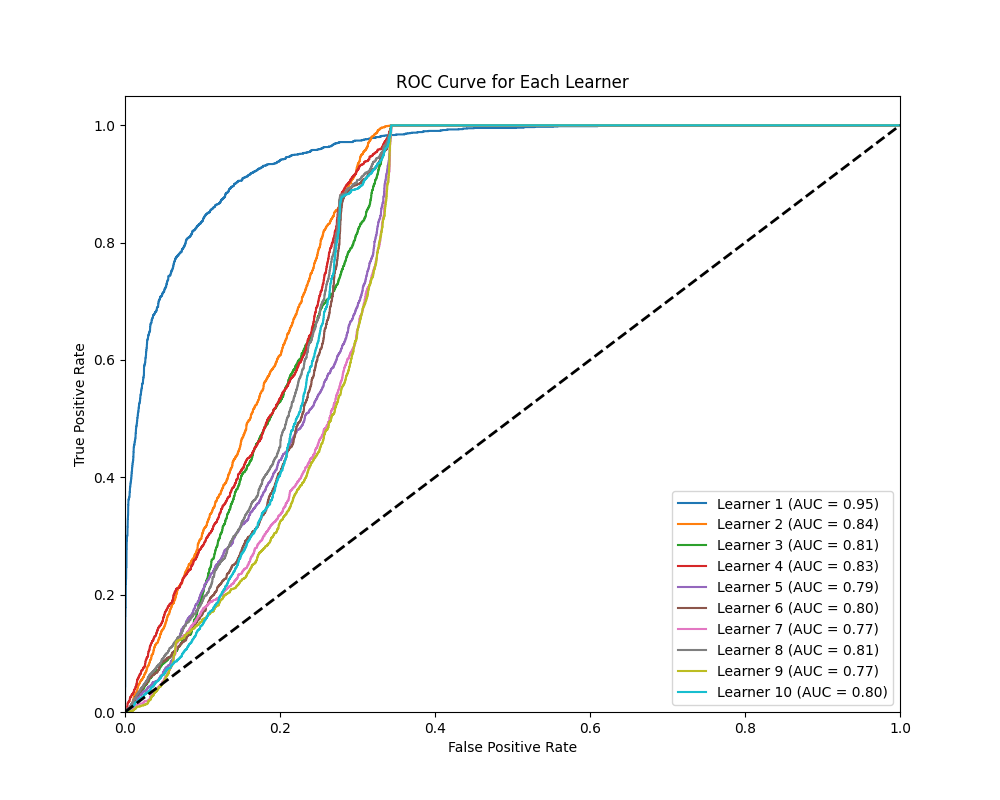 ROC Curve for Each Learner
True Positive Rate
1.0
0.8
0.6
0.4
0.2
0.0
Learner 1 (AUC = 0.95)
Learner 2 (AUC = 0.84)
Learner 3 (AUC = 0.81)
Learner 4 (AUC = 0.83)
Learner 5 (AUC = 0.79)
Learner 6 (AUC = 0.80)
Learner 7 (AUC = 0.77)
Learner 8 (AUC = 0.81)
Learner 9 (AUC = 0.77)
Learner 10 (AUC = 0.80)
0.0 0.2 0.4 0.6 0.8 1.0
False Positive Rate